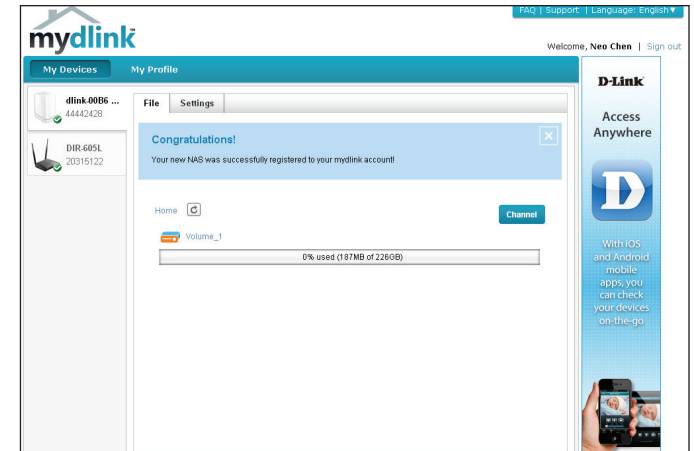 FAQ | Support | Language: English▼
mydlink
Welcome, Neo Chen | Sign out
My Devices My Profile
dlink-00B6 ...
44442428
DIR-605L
20315122
File Settings
Congratulations!
Your new NAS was successfully registered to your mydlink account!
Home
Channel
Volume_1
0% used (187MB of 226GB)
D-Link
Access
Anywhere
D
With iOS
and Android
mobile
apps, you
can check
your devices
on-the-go